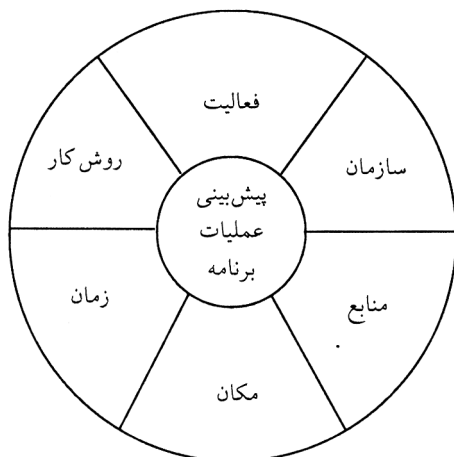 فعالیت
سازمان
روش کار
پیش‌بینی
عملیات
برنامه
منابع
زمان
مکان